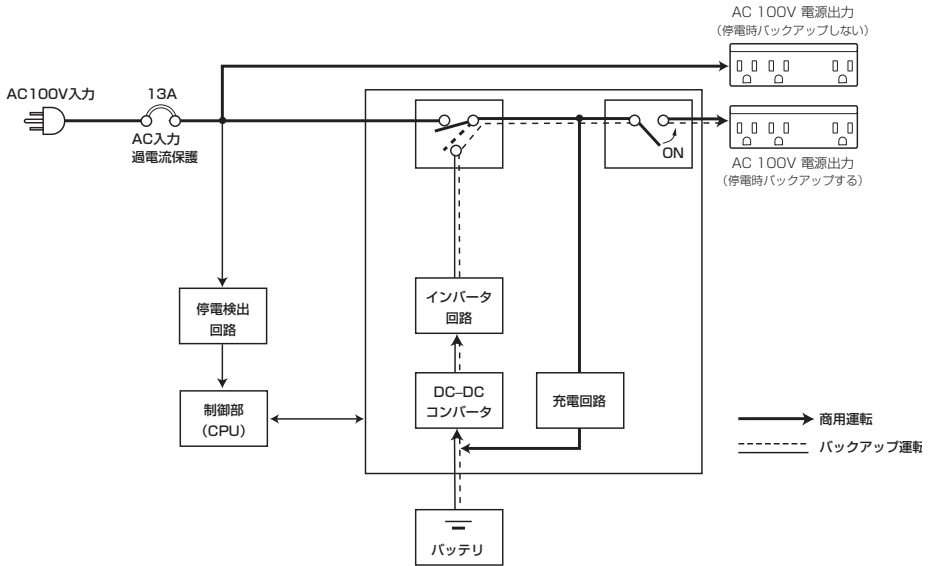 AC 100V 電源出力
（停電時バックアップしない）
AC100V入力
13A
AC入力
過電流保護
ON
AC 100V 電源出力
（停電時バックアップする）
停電検出
回路
インバータ
回路
制御部
（CPU）
DC–DC
コンバータ
充電回路
商用運転
バックアップ運転
バッテリ